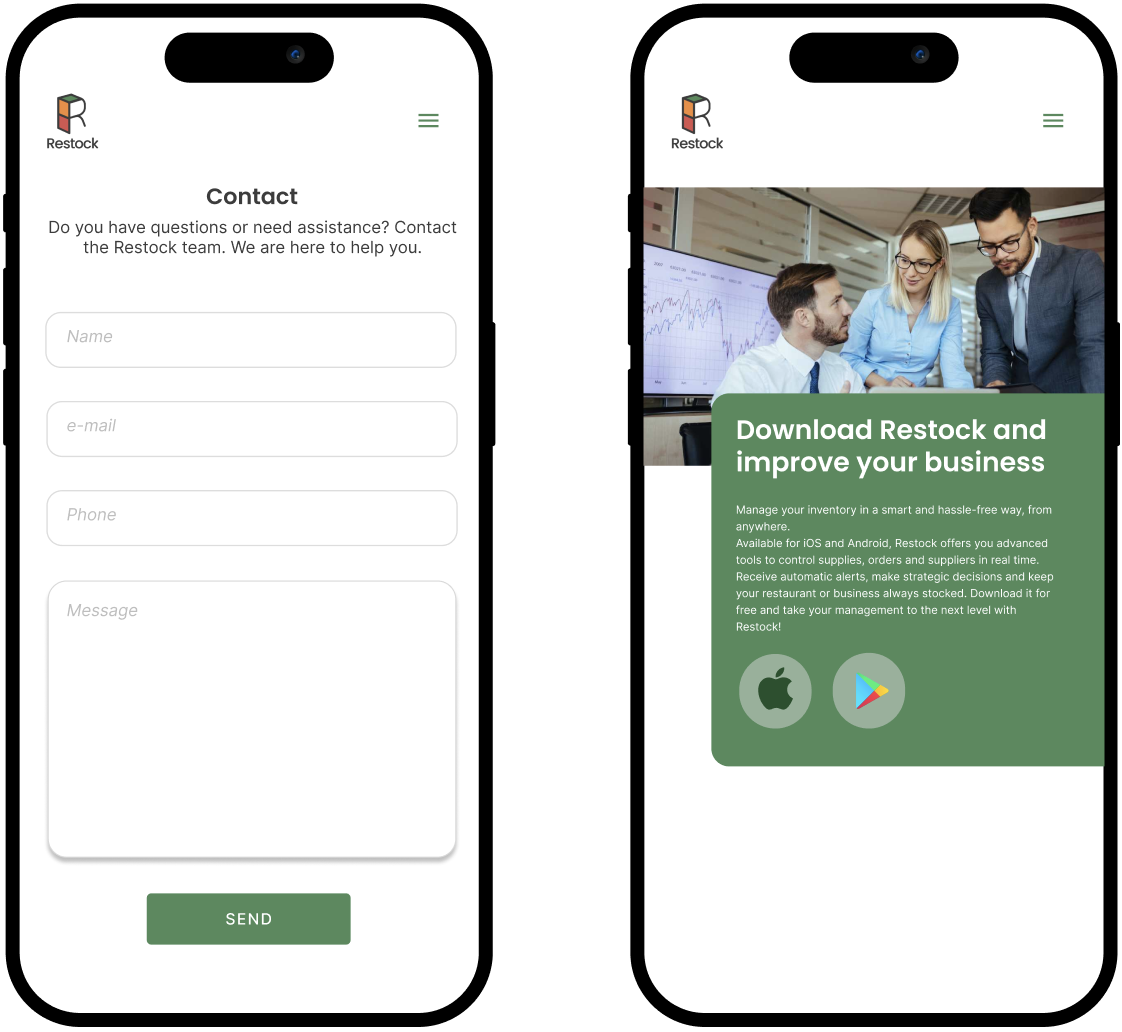 Restock
Contact
Do you have questions or need assistance? Contact
the Restock team. We are here to help you.
Name
e-mail
Phone
Message
SEND
Restock
Download Restock and
improve your business
Manage your inventory in a smart and hassle-free way, from
anywhere.
Available for iOS and Android, Restock offers you advanced
tools to control supplies, orders and suppliers in real time.
Receive automatic alerts, make strategic decisions and keep
your restaurant or business always stocked. Download it for
free and take your management to the next level with
Restock!